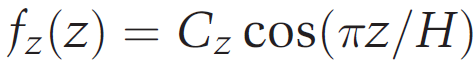 f_z(z) = C_z cos(πz/H)